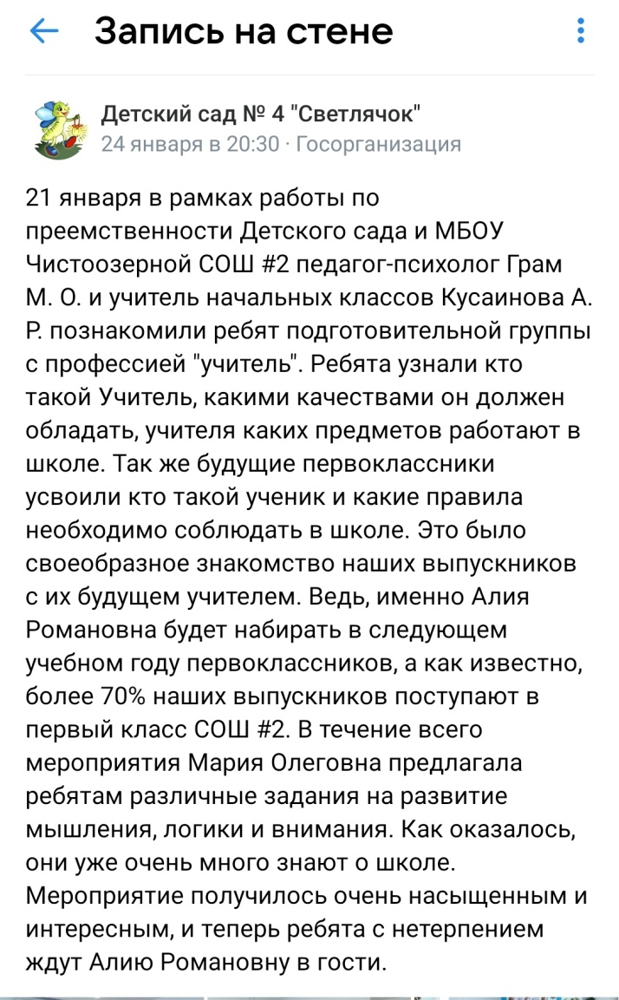 Запись на стене
Детский сад № 4 "Светлячок"
24 января в 20:30 · Госорганизация
21 января в рамках работы по
преемственности Детского сада и МБОУ
Чистоозерной СОШ #2 педагог-психолог Грам
М. О. и учитель начальных классов Кусаинова А.
Р. познакомили ребят подготовительной группы
с профессией "учитель". Ребята узнали кто
такой Учитель, какими качествами он должен
обладать, учителя каких предметов работают в
школе. Так же будущие первоклассники
усвоили кто такой ученик и какие правила
необходимо соблюдать в школе. Это было
своеобразное знакомство наших выпускников
с их будущем учителем. Ведь, именно Алия
Романовна будет набирать в следующем
учебном году первоклассников, а как известно,
более 70% наших выпускников поступают в
первый класс СОШ #2. В течение всего
мероприятия Мария Олеговна предлагала
ребятам различные задания на развитие
мышления, логики и внимания. Как оказалось,
они уже очень много знают о школе.
Мероприятие получилось очень насыщенным и
интересным, и теперь ребята с нетерпением
ждут Алию Романовну в гости.